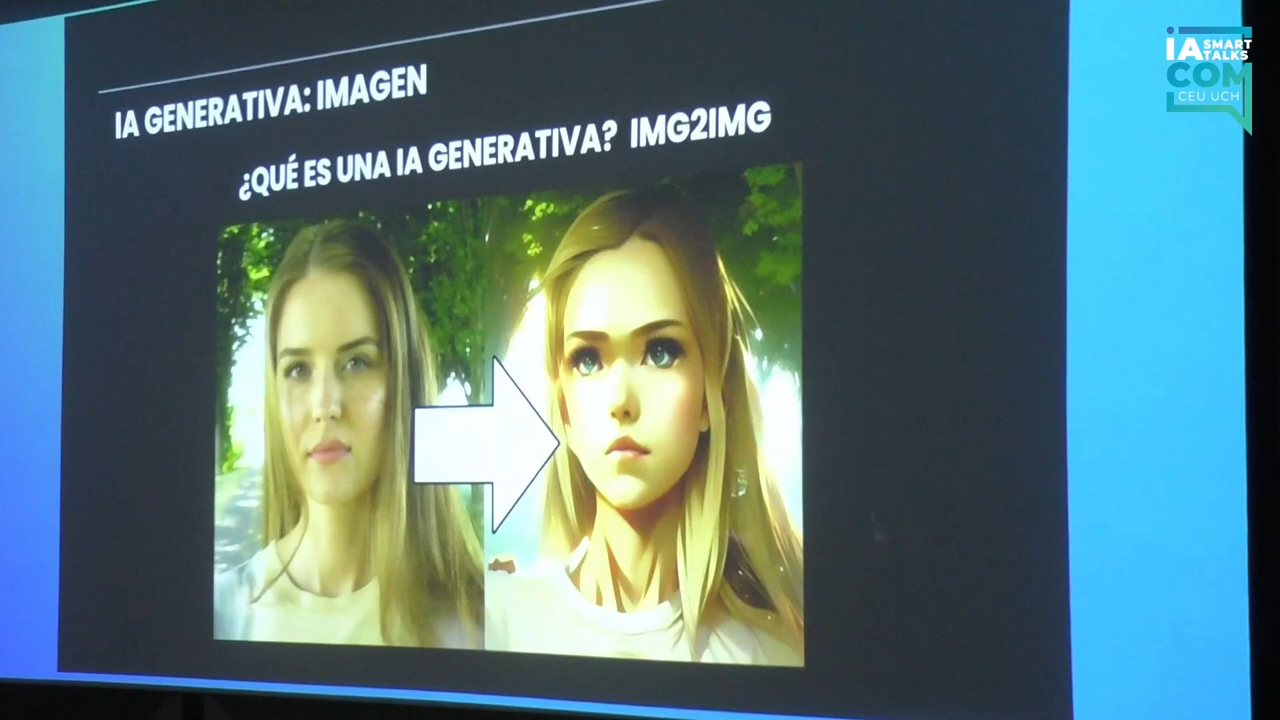 IA GENERATIVA: IMAGEN
¿QUÉ ES UNA IA GENERATIVA? IMG2IMG
iA SMART
TALKS
COM
CEU UCH